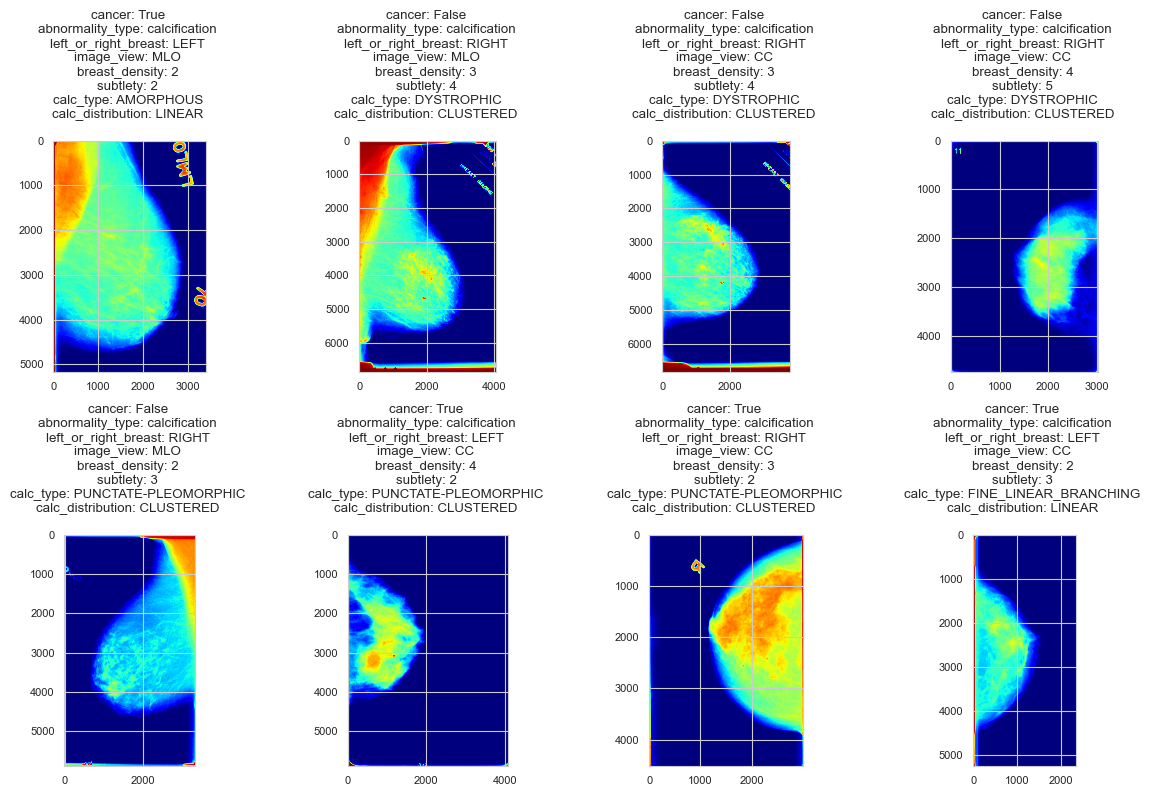 cancer: True
abnormality_type: calcification
left_or_right_breast: LEFT
image_view: MLO
breast_density: 2
subtlety: 2
calc_type: AMORPHOUS
calc_distribution: LINEAR
0
1000
2000
3000
4000
5000
LMLO
0 1000 2000 3000
cancer: False
abnormality_type: calcification
left_or_right_breast: RIGHT
image_view: MLO
breast_density: 3
subtlety: 4
calc_type: DYSTROPHIC
calc_distribution: CLUSTERED
0
1000
2000
3000
4000
5000
6000
0 2000 4000
cancer: False
abnormality_type: calcification
left_or_right_breast: RIGHT
image_view: CC
breast_density: 3
subtlety: 4
calc_type: DYSTROPHIC
calc_distribution: CLUSTERED
0
1000
2000
3000
4000
5000
6000
0 2000
cancer: False
abnormality_type: calcification
left_or_right_breast: RIGHT
image_view: CC
breast_density: 4
subtlety: 5
calc_type: DYSTROPHIC
calc_distribution: CLUSTERED
0
11
1000
2000
3000
4000
0 1000 2000 3000
cancer: False
abnormality_type: calcification
left_or_right_breast: RIGHT
image_view: MLO
breast_density: 2
subtlety: 3
calc_type: PUNCTATE-PLEOMORPHIC
calc_distribution: CLUSTERED
0
1000
2000
3000
4000
5000
0 2000
cancer: True
abnormality_type: calcification
left_or_right_breast: LEFT
image_view: CC
breast_density: 4
subtlety: 2
calc_type: PUNCTATE-PLEOMORPHIC
calc_distribution: CLUSTERED
0
1000
2000
3000
4000
5000
0 2000 4000
cancer: True
abnormality_type: calcification
left_or_right_breast: RIGHT
image_view: CC
breast_density: 3
subtlety: 2
calc_type: PUNCTATE-PLEOMORPHIC
calc_distribution: CLUSTERED
0
1000
2000
3000
4000
0 1000 2000 3000
cancer: True
abnormality_type: calcification
left_or_right_breast: LEFT
image_view: CC
breast_density: 2
subtlety: 3
calc_type: FINE_LINEAR_BRANCHING
calc_distribution: LINEAR
0
1000
2000
3000
4000
5000
0 1000 2000